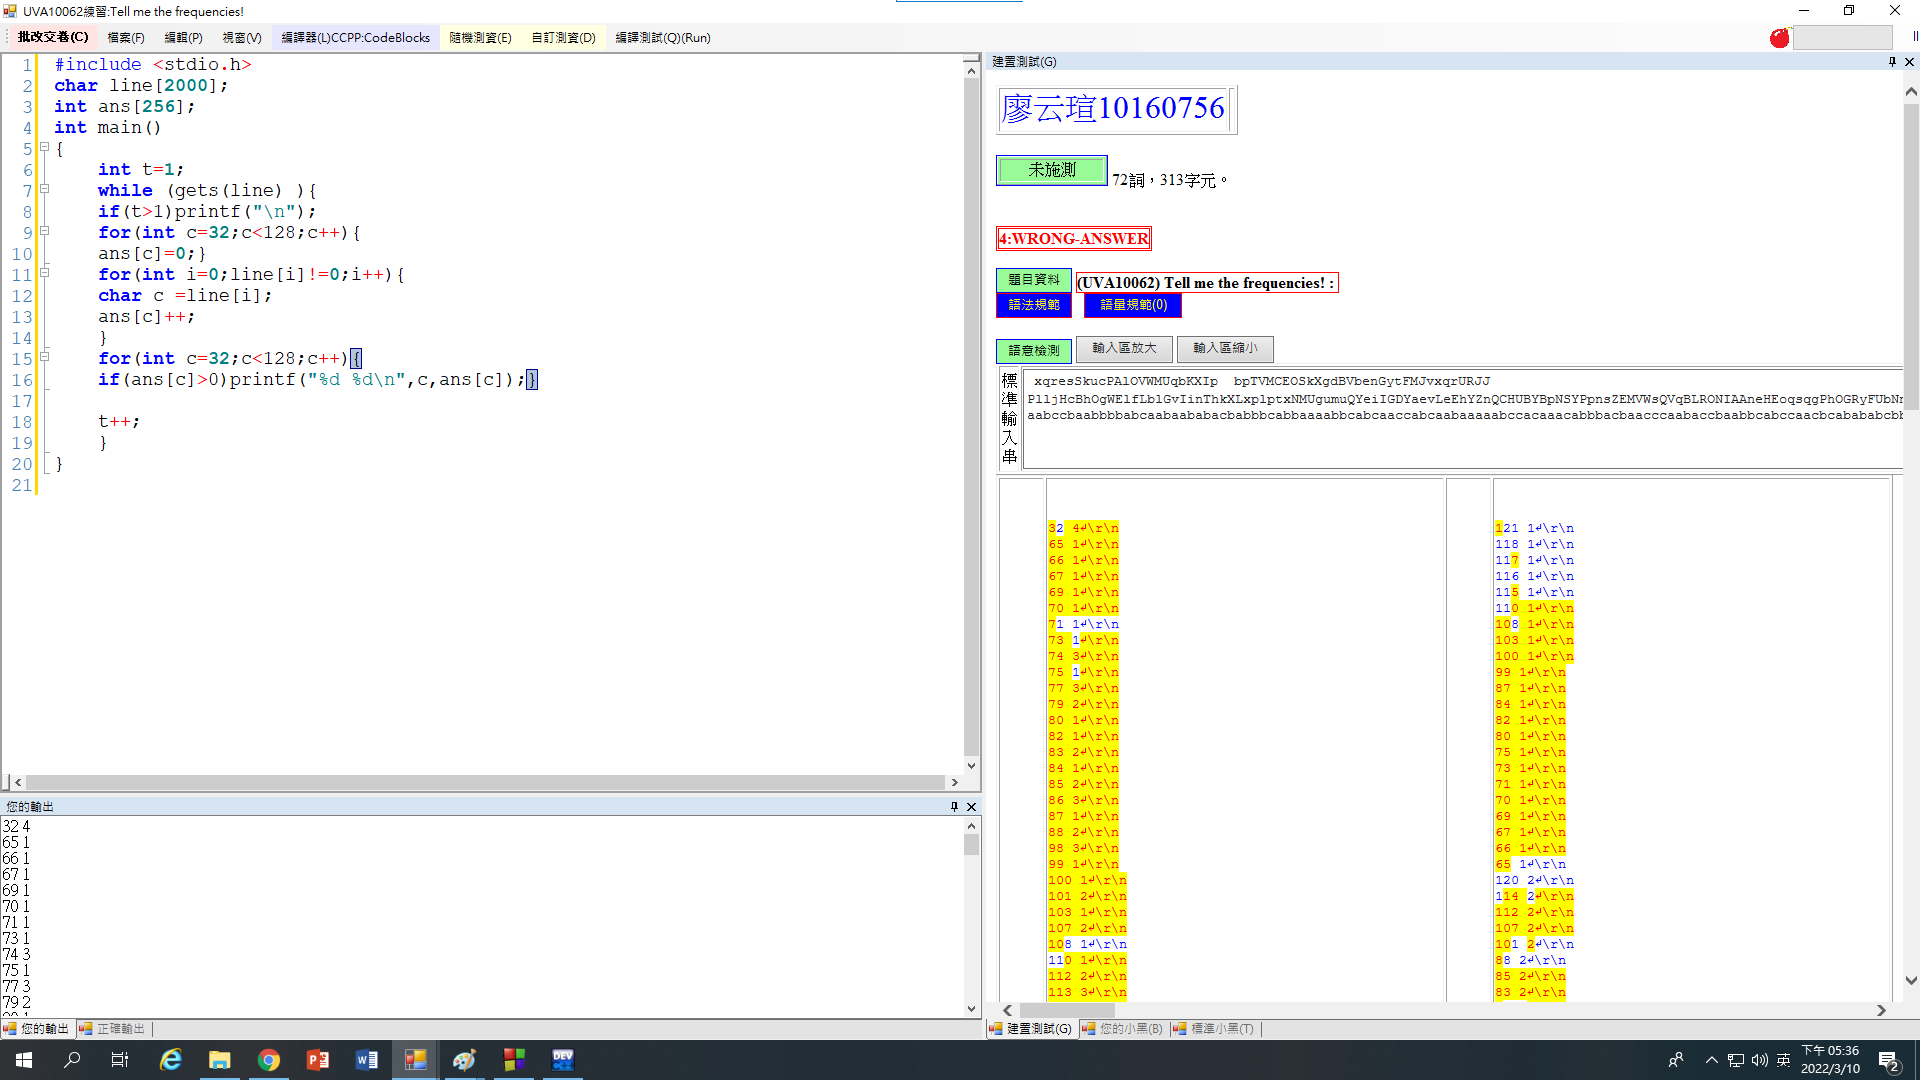 UVA10062練習:Tell me the frequencies!
批改交卷(C) 檔案(F) 編輯(P) 視窗(V) 編譯器(L)CCPP:CodeBlocks 隨機測資(E) 自訂測資(D) 編譯測試(Q)(Run)
1 #include <stdio.h>
2 char line[2000];
3 int ans[256];
4 int main()
5 {
6 int t=1;
7 while (gets(line) ){
8 if(t>1)printf("\n");
9 for(int c=32;c<128;c++){
10 ans[c]=0;}
11 for(int i=0;line[i]!=0;i++){
12 char c =line[i];
13 ans[c]++;
14 }
15 for(int c=32;c<128;c++){
16 if(ans[c]>0)printf("%d %d\n",c,ans[c]);}
17
18 t++;
19 }
20 }
21
您的輸出
32 4
65 1
66 1
67 1
69 1
70 1
71 1
73 1
74 3
75 1
77 3
79 2
您的輸出 正確輸出
建置測試(G)
廖云瑄10160756
未施測 72詞，313字元。
4:WRONG-ANSWER
題目資料 (UVA10062) Tell me the frequencies! :
語法規範 語量規範(0)
語意檢測 輸入區放大 輸入區縮小
標準輸入串
xqresSkucPAlOVWMUqbKXIp bpTVMCEOSkXgdBVbenGytFMJvxqrURJJ
32 4↲\r\n
65 1↲\r\n
66 1↲\r\n
67 1↲\r\n
69 1↲\r\n
70 1↲\r\n
71 1↲\r\n
73 1↲\r\n
74 3↲\r\n
75 1↲\r\n
77 3↲\r\n
79 2↲\r\n
80 1↲\r\n
82 1↲\r\n
83 2↲\r\n
84 1↲\r\n
85 2↲\r\n
86 3↲\r\n
87 1↲\r\n
88 2↲\r\n
98 3↲\r\n
99 1↲\r\n
100 1↲\r\n
101 2↲\r\n
103 1↲\r\n
107 2↲\r\n
108 1↲\r\n
110 1↲\r\n
112 2↲\r\n
113 3↲\r\n
121 1↲\r\n
118 1↲\r\n
117 1↲\r\n
116 1↲\r\n
115 1↲\r\n
110 1↲\r\n
108 1↲\r\n
103 1↲\r\n
100 1↲\r\n
99 1↲\r\n
87 1↲\r\n
84 1↲\r\n
82 1↲\r\n
80 1↲\r\n
75 1↲\r\n
73 1↲\r\n
71 1↲\r\n
70 1↲\r\n
69 1↲\r\n
67 1↲\r\n
66 1↲\r\n
65 1↲\r\n
120 2↲\r\n
114 2↲\r\n
112 2↲\r\n
107 2↲\r\n
101 2↲\r\n
88 2↲\r\n
85 2↲\r\n
83 2↲\r\n
建置測試(G) 您的小黑(B) 標準小黑(T)
DEV
英
下午 05:36
2022/3/10
2